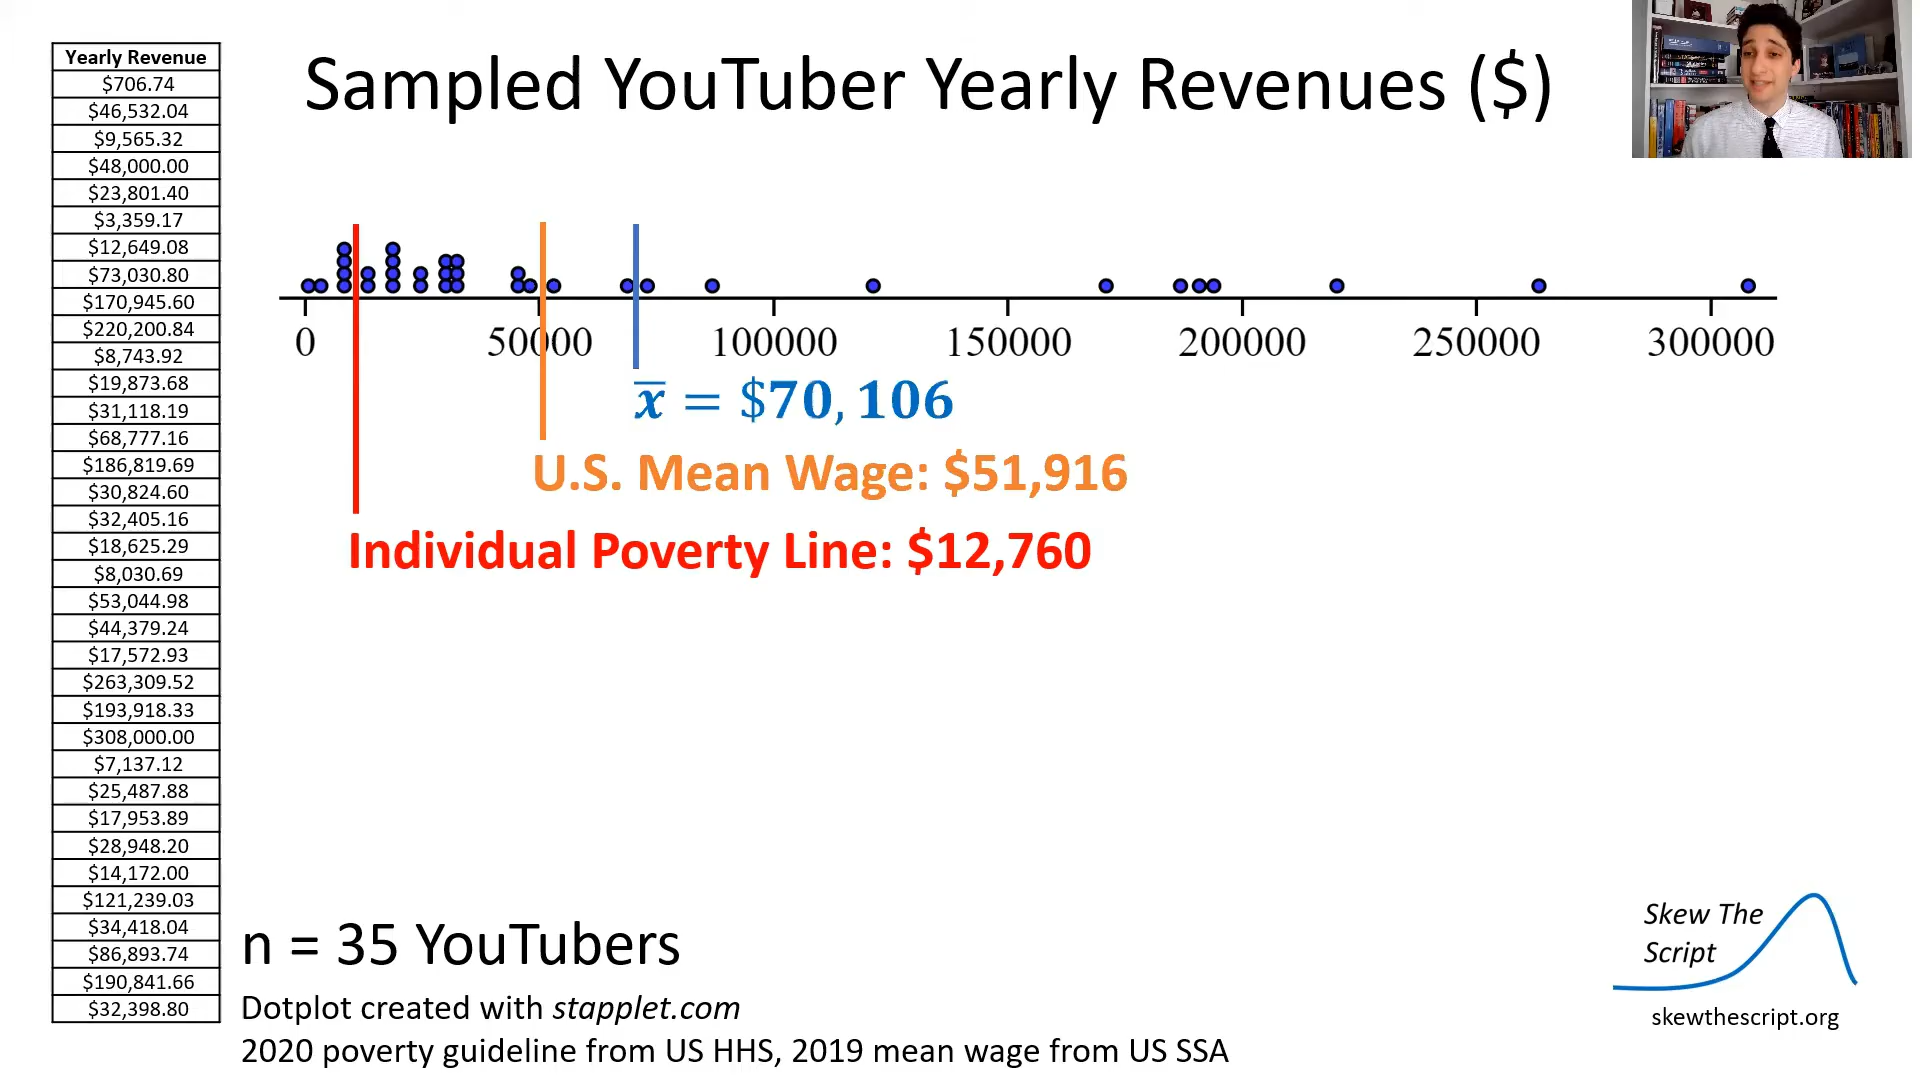 Sampled YouTuber Yearly Revenues ($)
Yearly Revenue
$706.74
$46,532.04
$9,565.32
$48,000.00
$23,801.40
$3,359.17
$12,649.08
$73,030.80
$170,945.60
$220,200.84
$8,743.92
$19,873.68
$31,118.19
$68,777.16
$186,819.69
$30,824.60
$32,405.16
$18,625.29
$8,030.69
$53,044.98
$44,379.24
$17,572.93
$263,309.52
$193,918.33
$308,000.00
$7,137.12
$25,487.88
$17,953.89
$28,948.20
$14,172.00
$121,239.03
$34,418.04
$86,893.74
$190,841.66
$32,398.80
0 50000 100000 150000 200000 250000 300000
x̅ = $70,106
U.S. Mean Wage: $51,916
Individual Poverty Line: $12,760
n = 35 YouTubers
Dotplot created with stapplet.com
2020 poverty guideline from US HHS, 2019 mean wage from US SSA
Skew The
Script
skewthescript.org